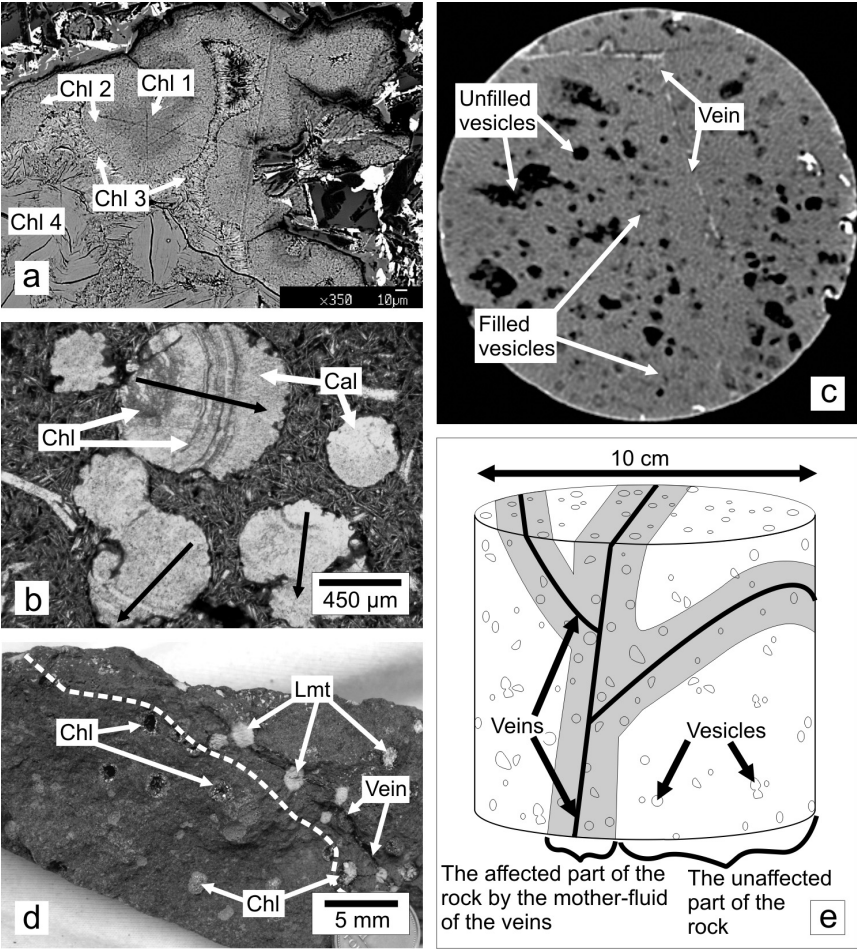 Chl 2
Chl 1
Chl 3
Chl 4
a
×350 10µm
Cal
Chl
b
450 µm
Lmt
Chl
Vein
Chl
d
5 mm
Unfilled
vesicles
Vein
Filled
vesicles
c
10 cm
Veins
Vesicles
The affected part of the
rock by the mother-fluid
of the veins
The unaffected
part of the
rock
e